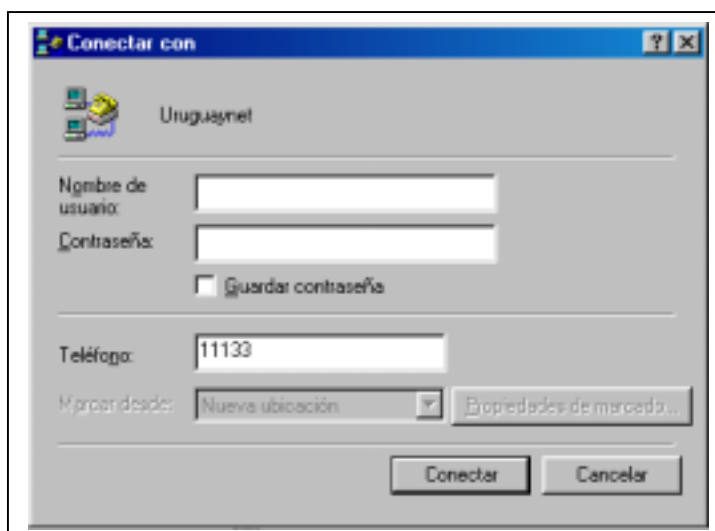 Conectar con
Uruguaynet
Nombre de
usuario:
Contraseña:
Guardar contraseña
Teléfono: 11133
Marcar desde: Nueva ubicación Propiedades de marcado...
Conectar Cancelar